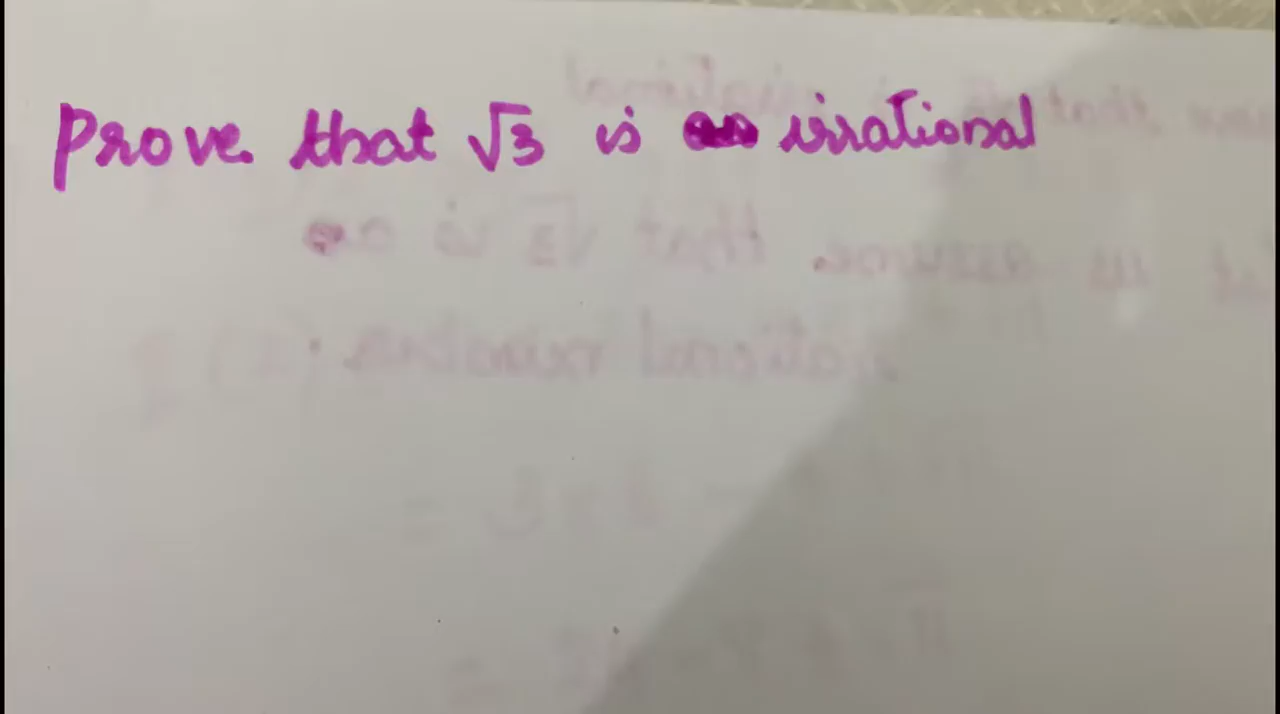 Prove that √3 is irrational